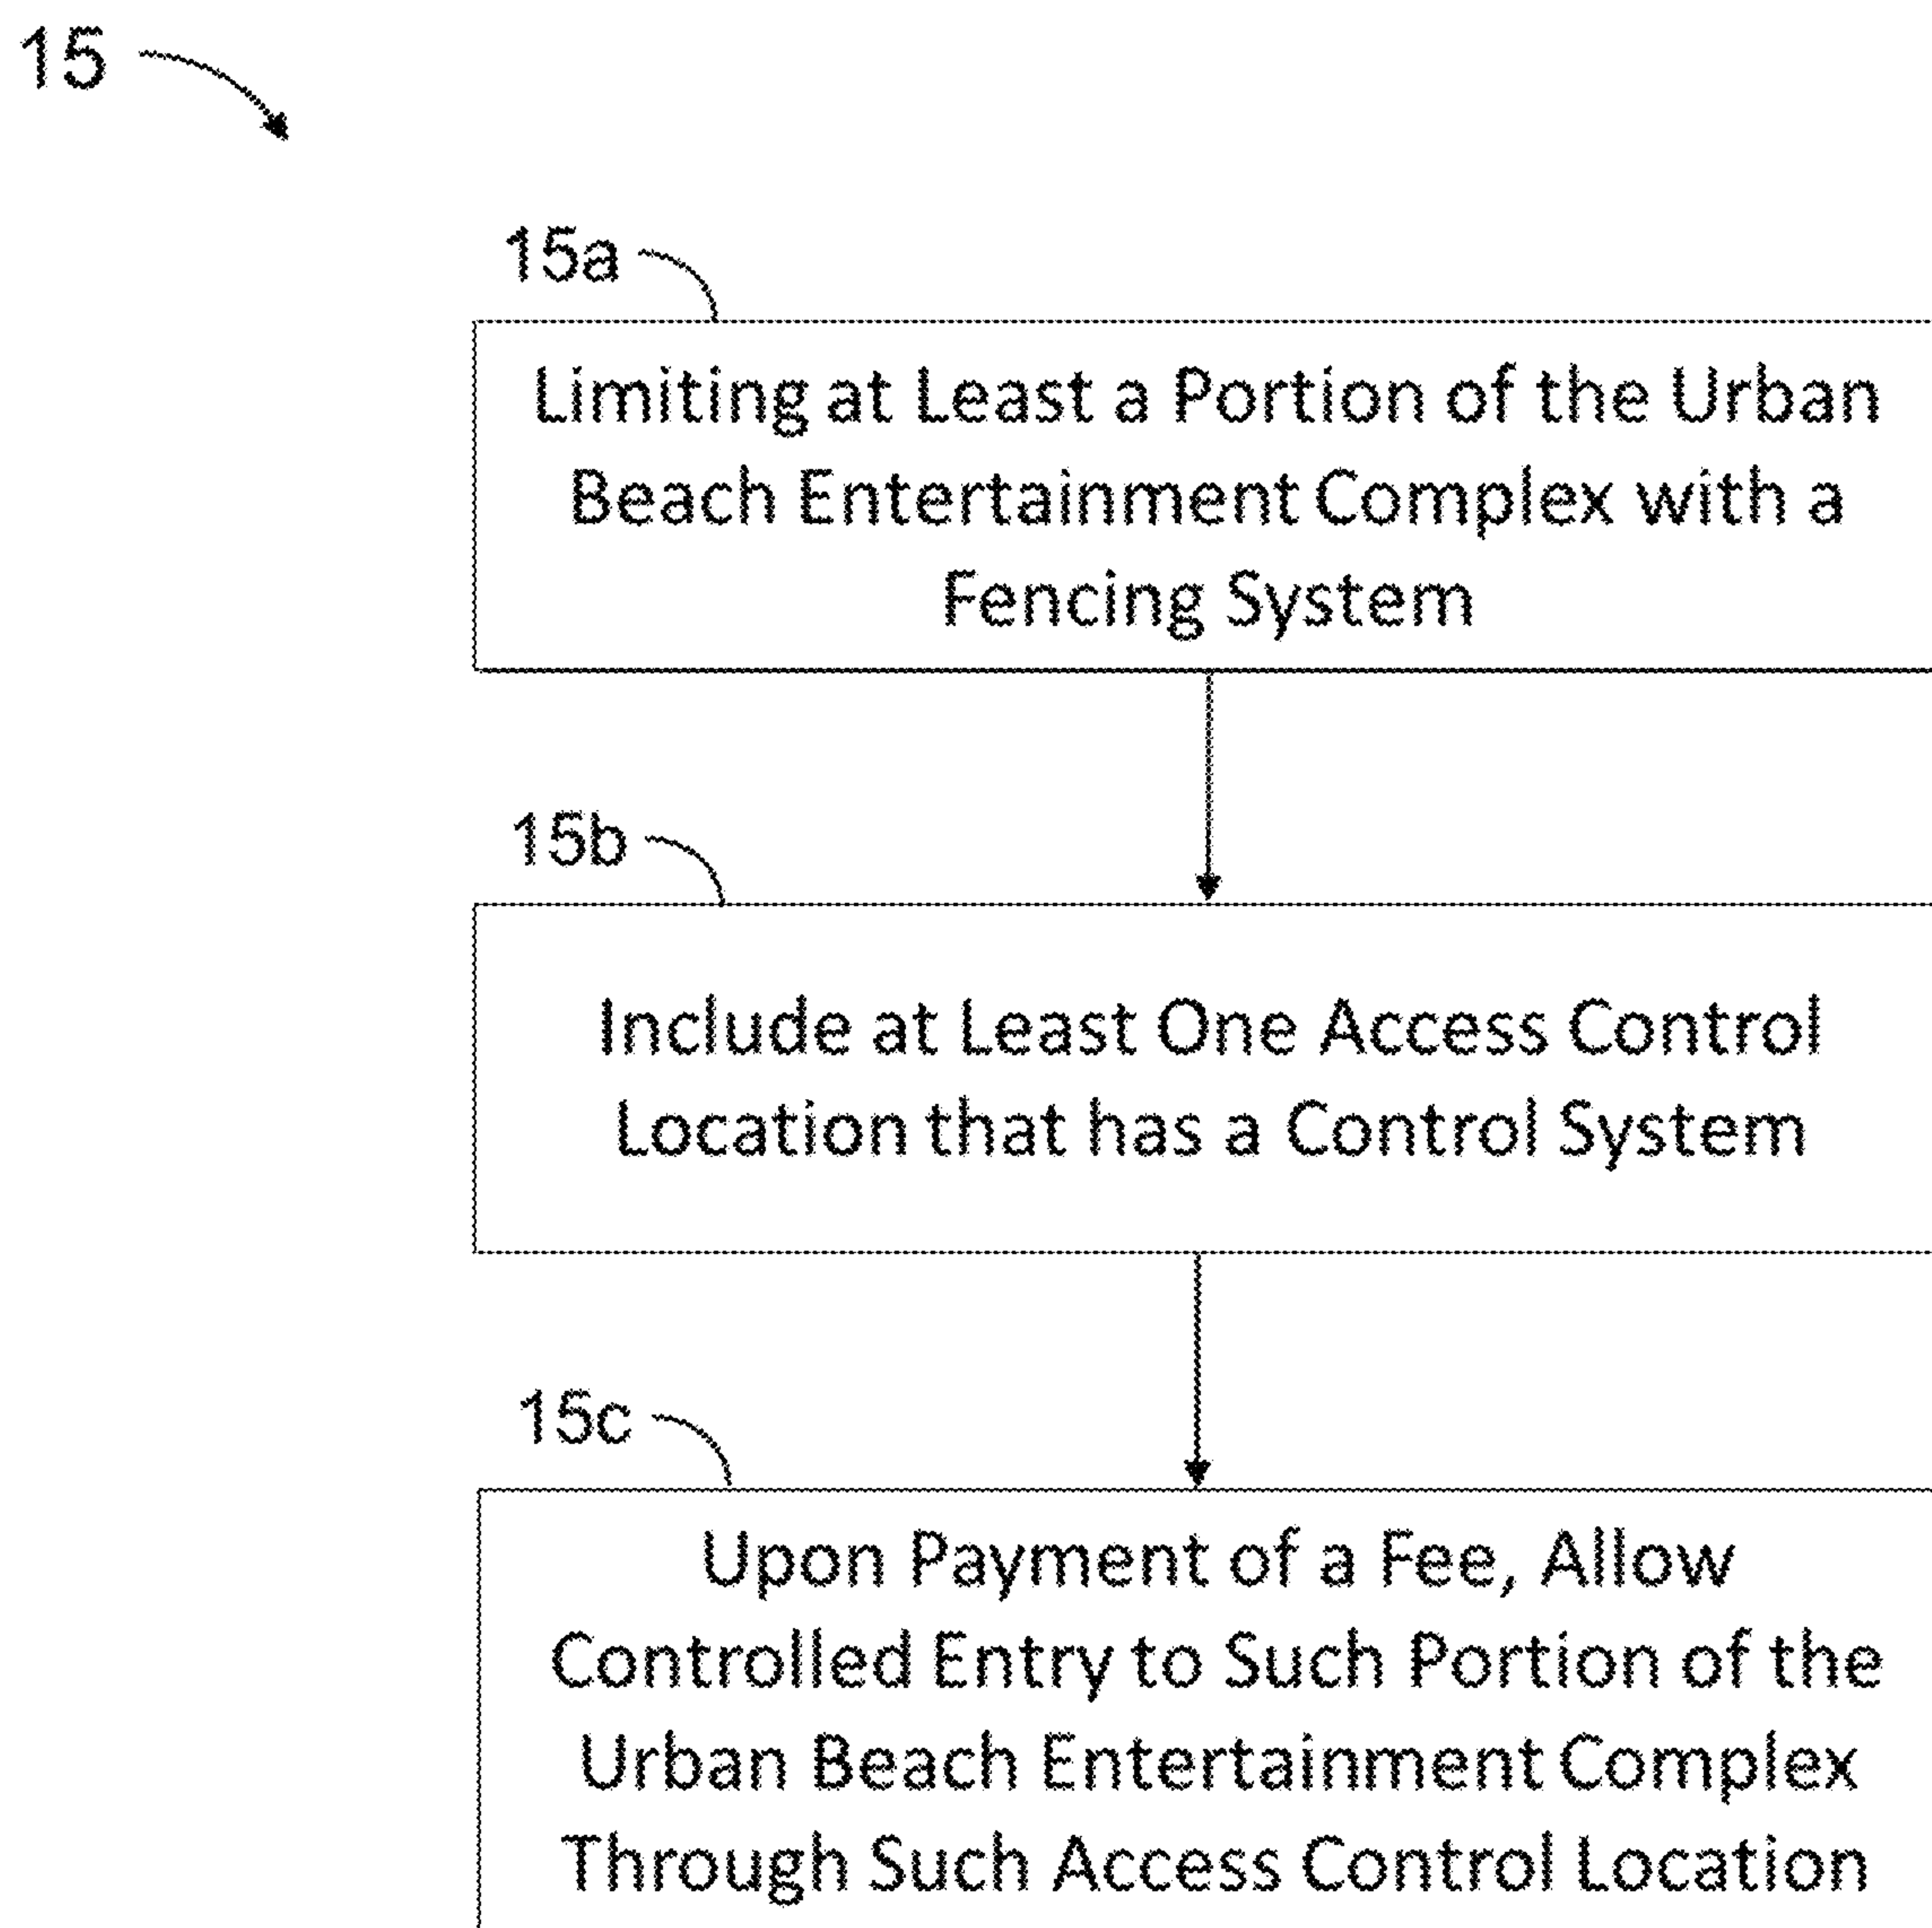 15
15a
Limiting at Least a Portion of the Urban
Beach Entertainment Complex with a
Fencing System
15b
Include at Least One Access Control
Location that has a Control System
15c
Upon Payment of a Fee, Allow
Controlled Entry to Such Portion of the
Urban Beach Entertainment Complex
Through Such Access Control Location